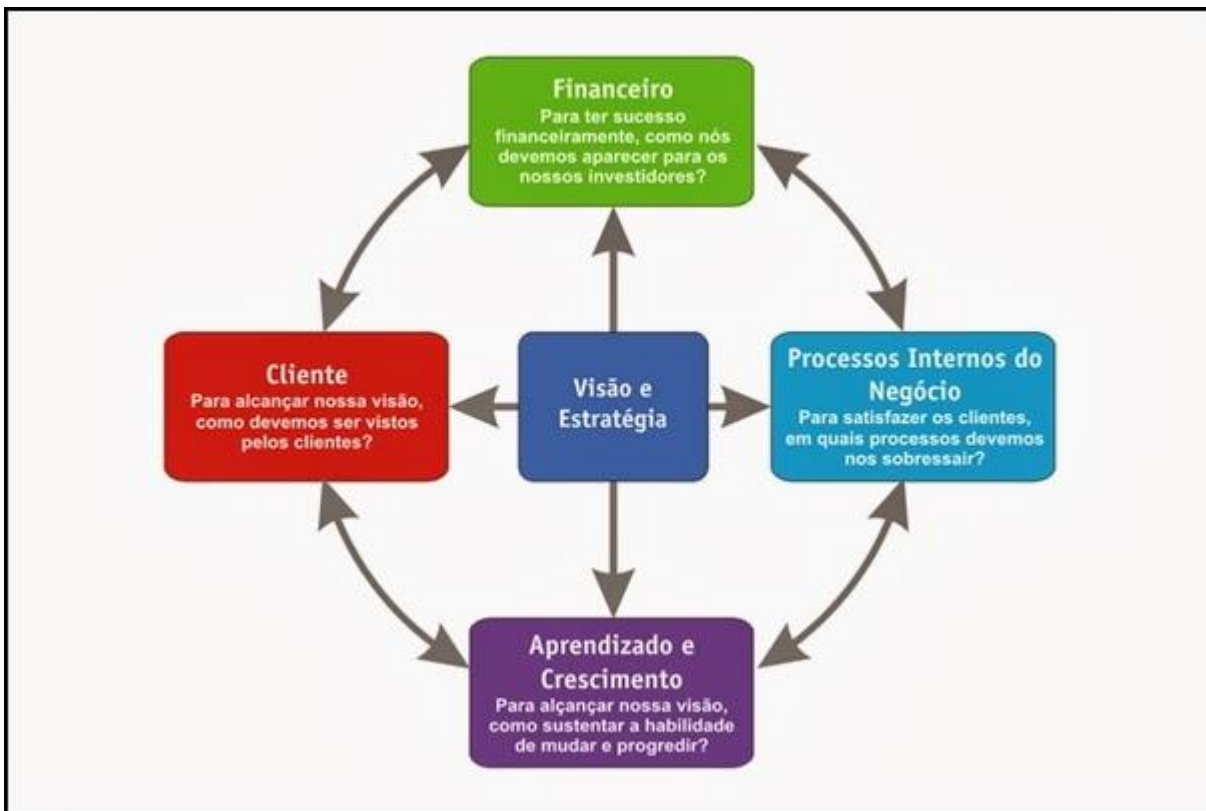 Financeiro
Para ter sucesso
financeiramente, como nós
devemos aparecer para os
nossos investidores?
Cliente
Para alcançar nossa visão,
como devemos ser vistos
pelos clientes?
Visão e
Estratégia
Processos Internos do
Negócio
Para satisfazer os clientes,
em quais processos devemos
nos sobressair?
Aprendizado e
Crescimento
Para alçançar nossa visão,
como sustentar a habilidade
de mudar e progredir?